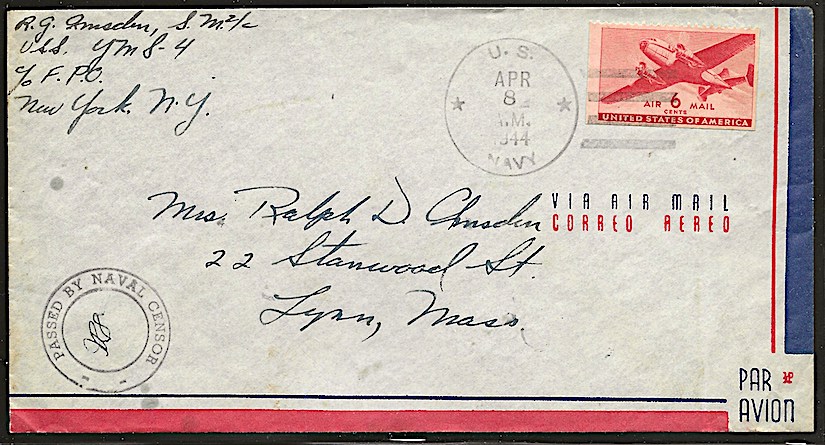 R.G. Amsden, S.M.2/c
U.S.S. YMS-4
c/o F.P.O.
New York, N.Y.
U. S.
APR
8
A.M.
1944
NAVY
AIR 6 MAIL
CENTS
UNITED STATES OF AMERICA
Mrs. Ralph D. Amsden
22 Stanwood St.
Lynn, Mass.
VIA AIR MAIL
CORREO AEREO
PASSED BY NAVAL CENSOR
PAR
AVION